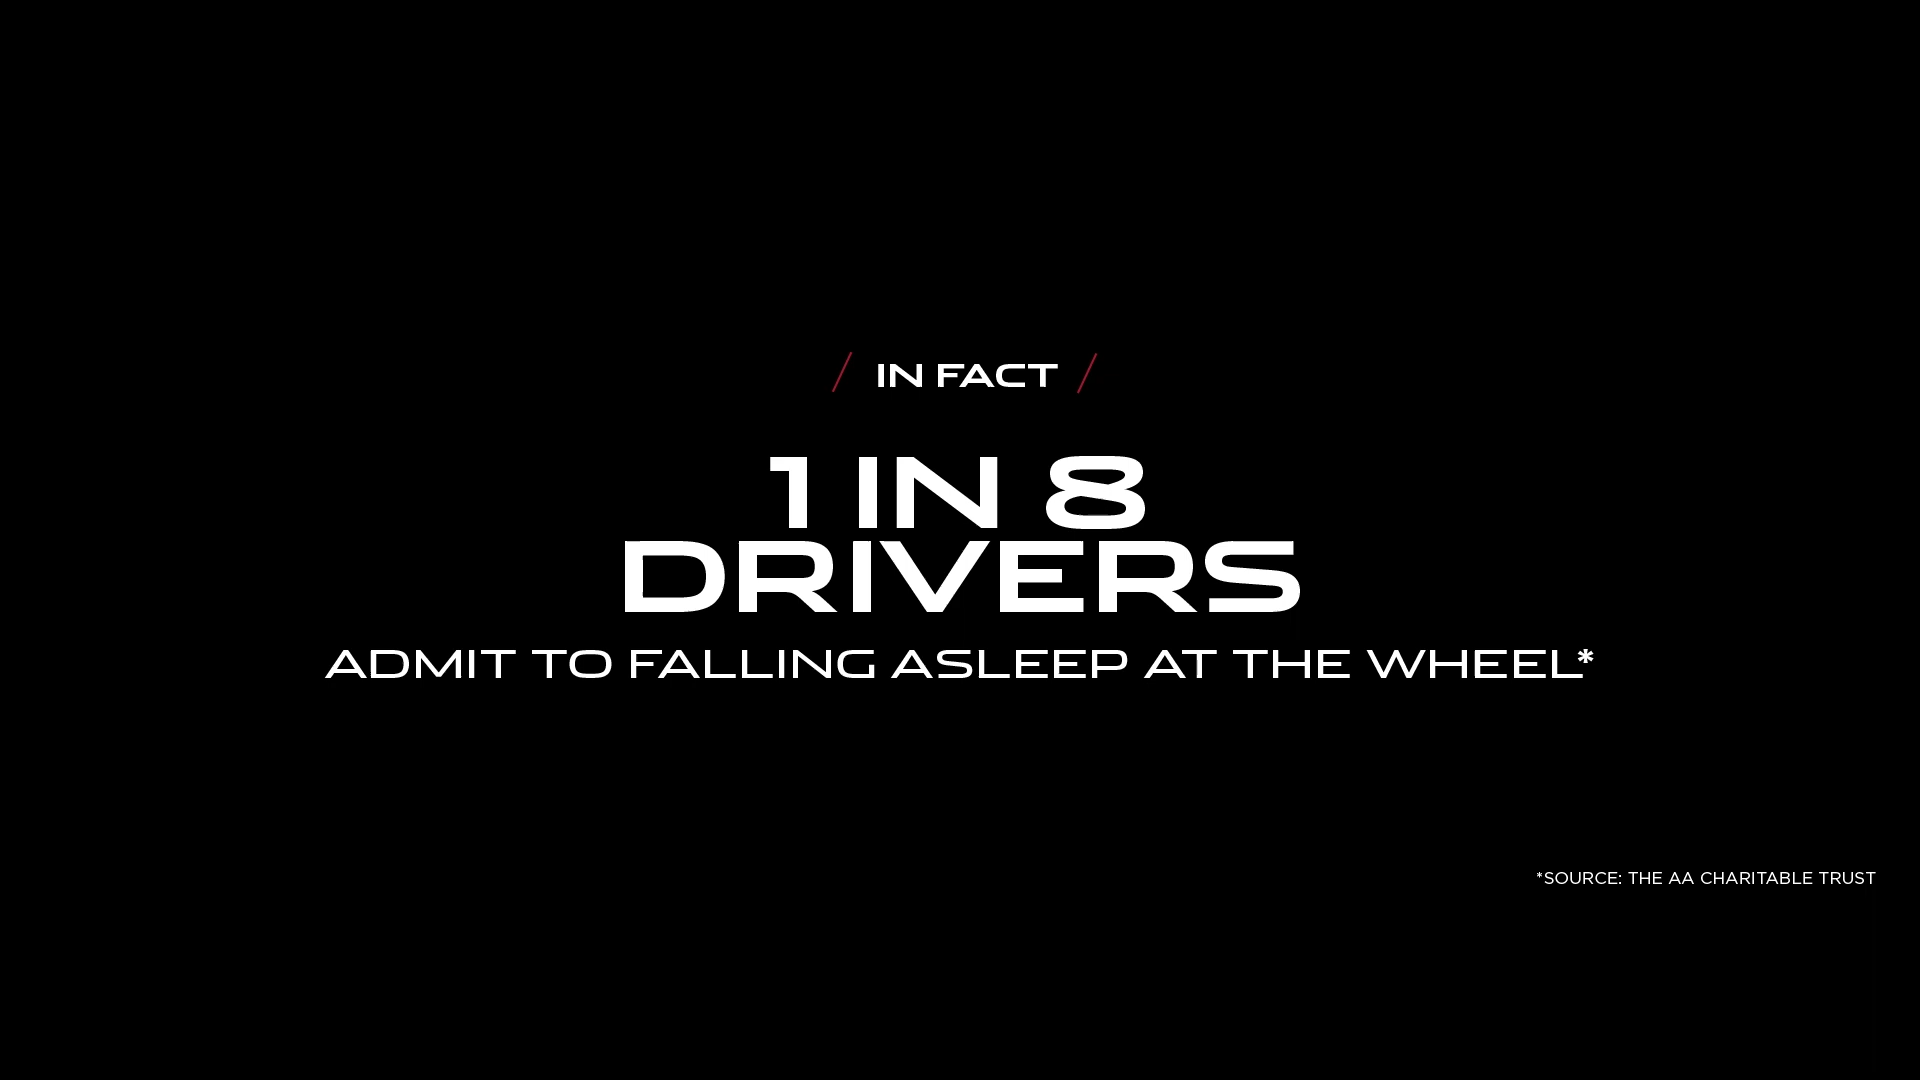 / IN FACT /
1 IN 8
DRIVERS
ADMIT TO FALLING ASLEEP AT THE WHEEL*
*SOURCE: THE AA CHARITABLE TRUST